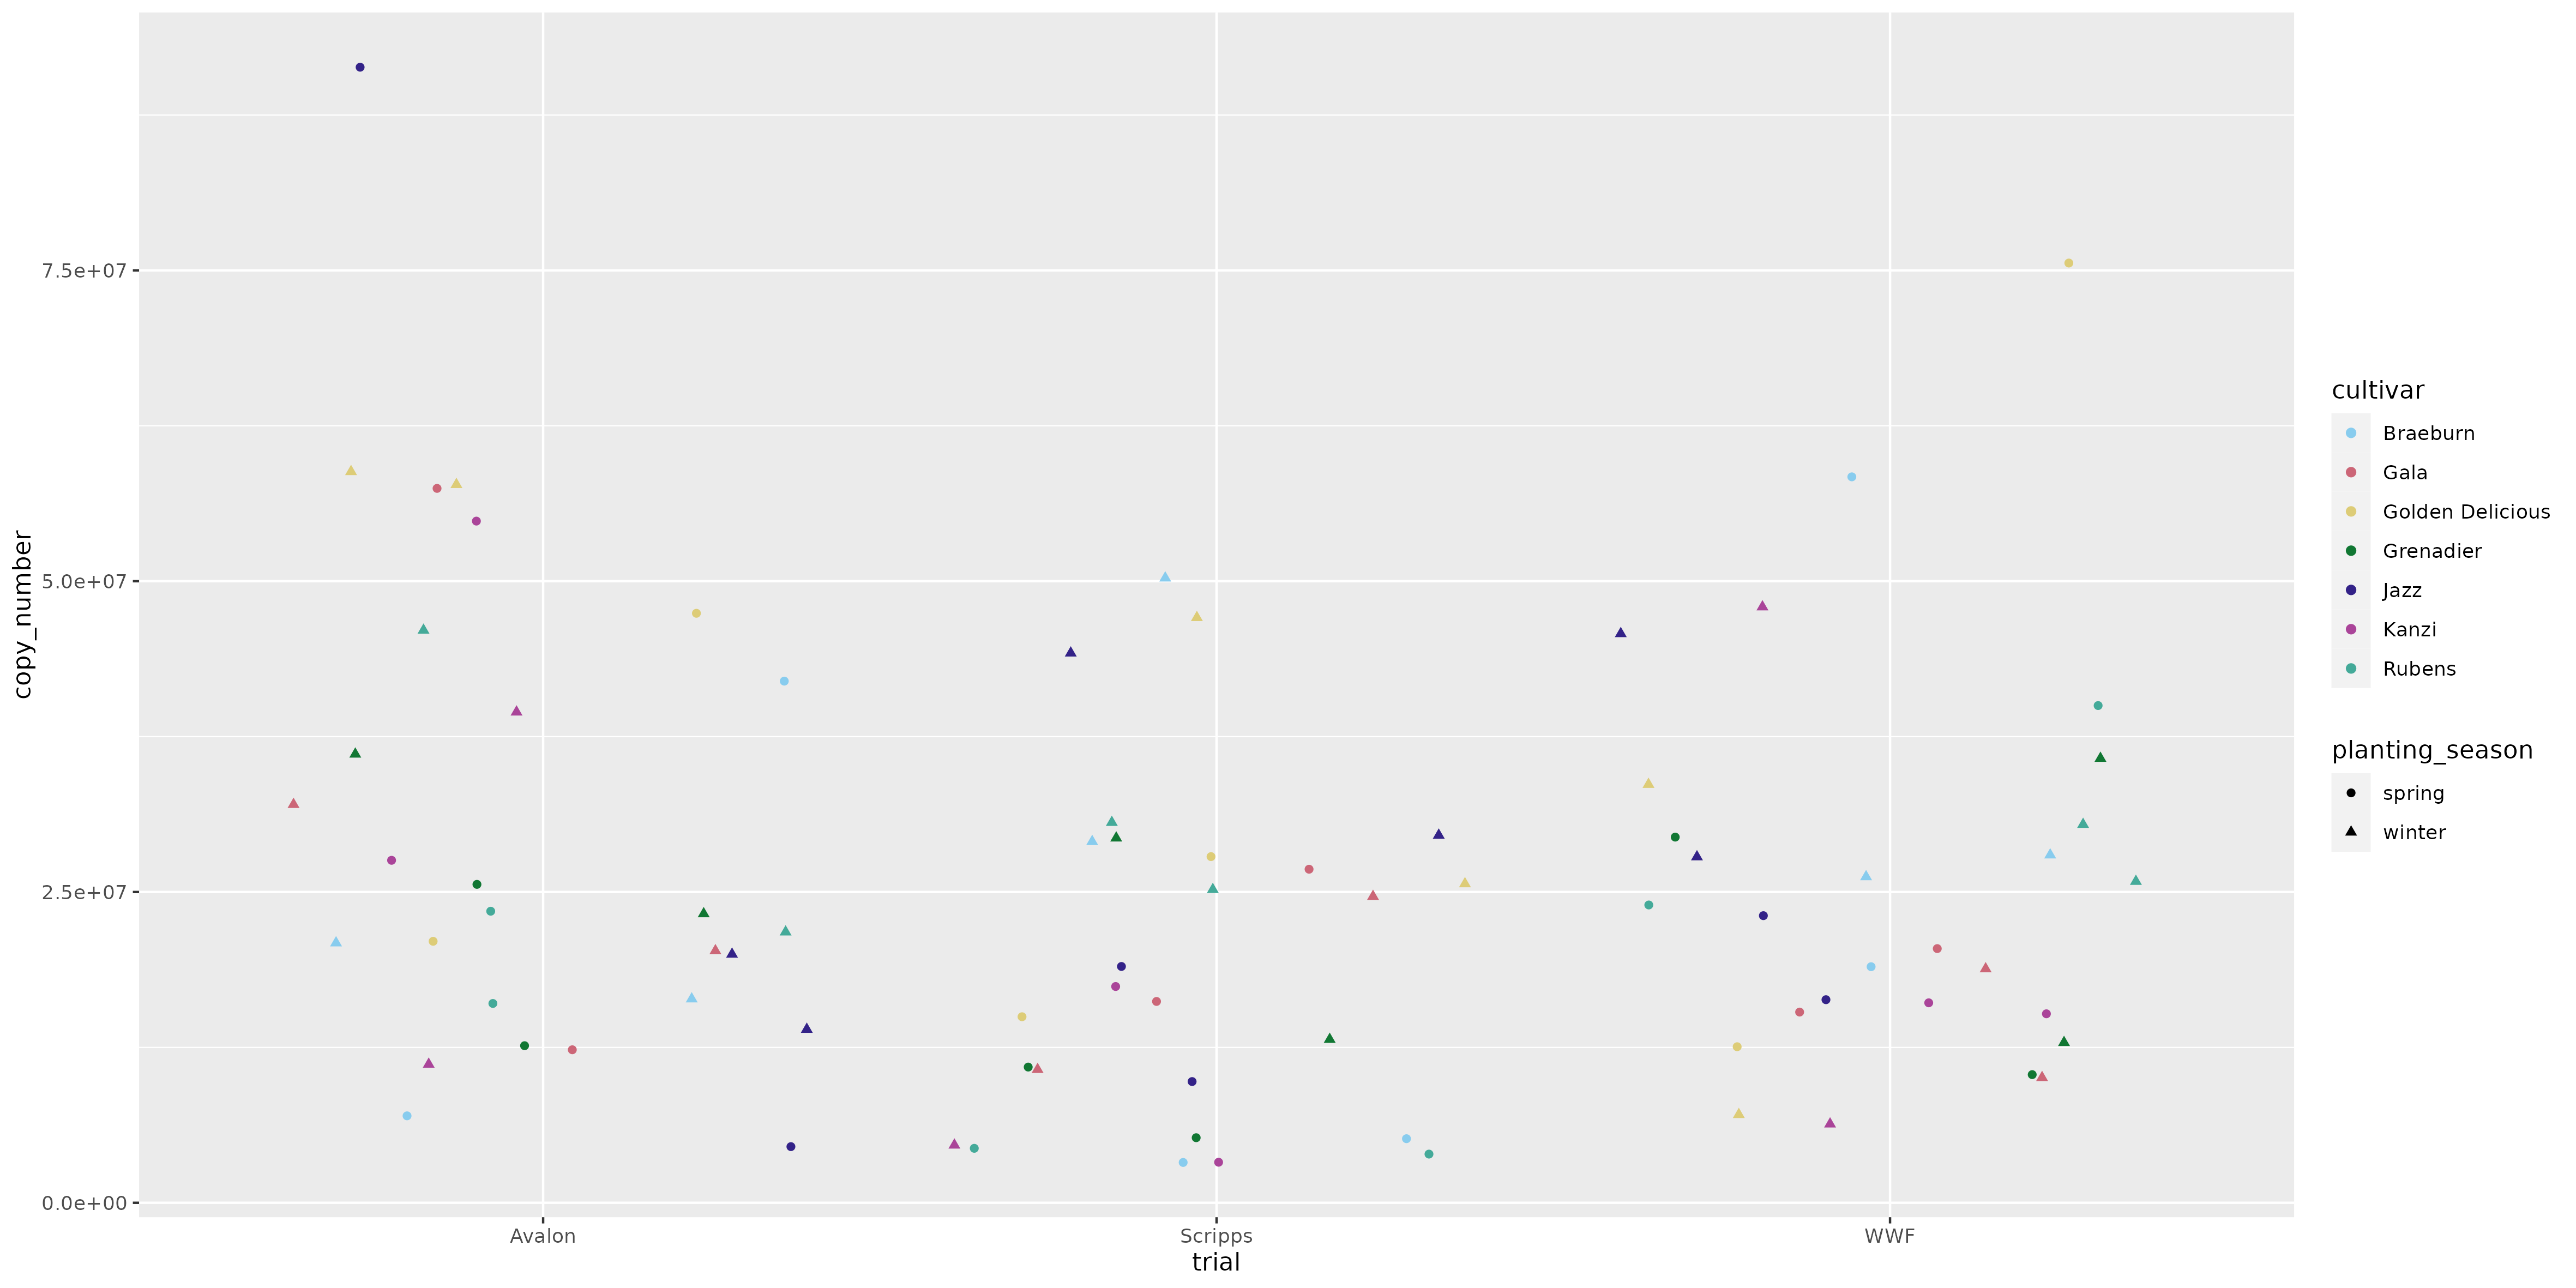 copy_number
7.5e+07
5.0e+07
2.5e+07
0.0e+00
Avalon
Scripps
WWF
trial
cultivar
Braeburn
Gala
Golden Delicious
Grenadier
Jazz
Kanzi
Rubens
planting_season
spring
winter